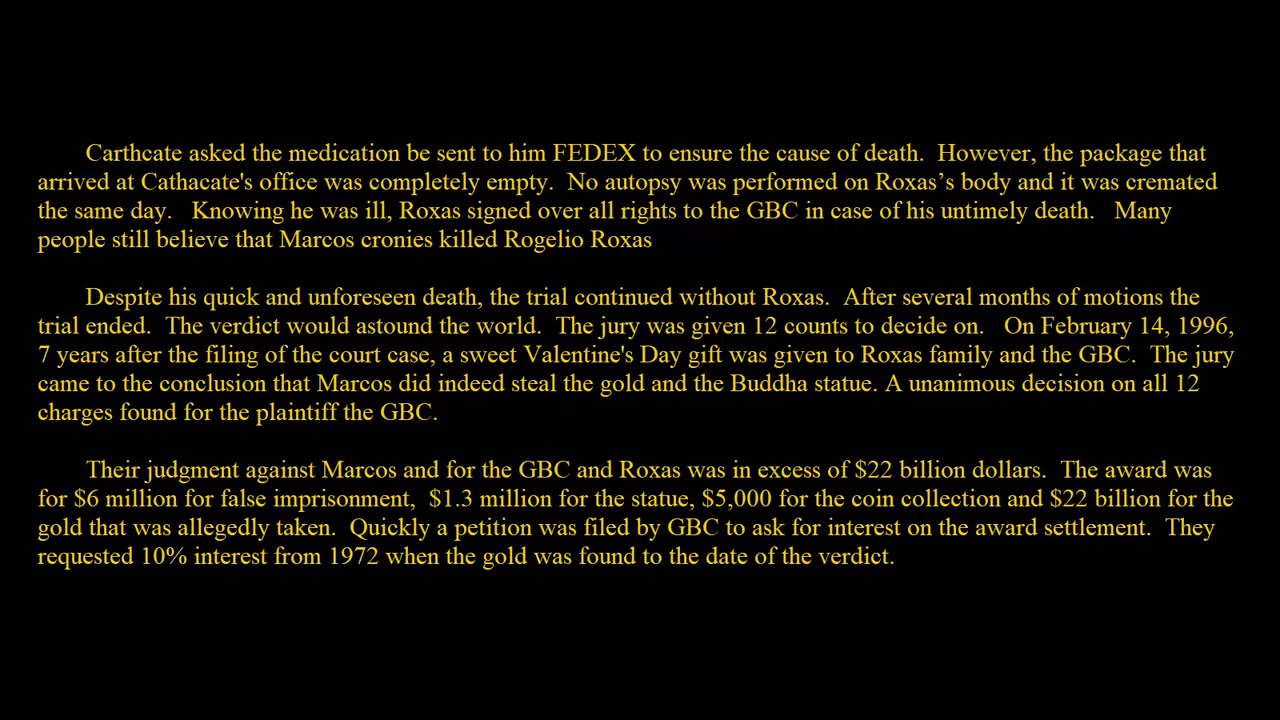 Carthcate asked the medication be sent to him FEDEX to ensure the cause of death.  However, the package that
arrived at Cathacate's office was completely empty.  No autopsy was performed on Roxas’s body and it was cremated
the same day.   Knowing he was ill, Roxas signed over all rights to the GBC in case of his untimely death.   Many
people still believe that Marcos cronies killed Rogelio Roxas
Despite his quick and unforeseen death, the trial continued without Roxas.  After several months of motions the
trial ended.  The verdict would astound the world.  The jury was given 12 counts to decide on.   On February 14, 1996,
7 years after the filing of the court case, a sweet Valentine's Day gift was given to Roxas family and the GBC.  The jury
came to the conclusion that Marcos did indeed steal the gold and the Buddha statue. A unanimous decision on all 12
charges found for the plaintiff the GBC.
Their judgment against Marcos and for the GBC and Roxas was in excess of $22 billion dollars.  The award was
for $6 million for false imprisonment,  $1.3 million for the statue, $5,000 for the coin collection and $22 billion for the
gold that was allegedly taken.  Quickly a petition was filed by GBC to ask for interest on the award settlement.  They
requested 10% interest from 1972 when the gold was found to the date of the verdict.